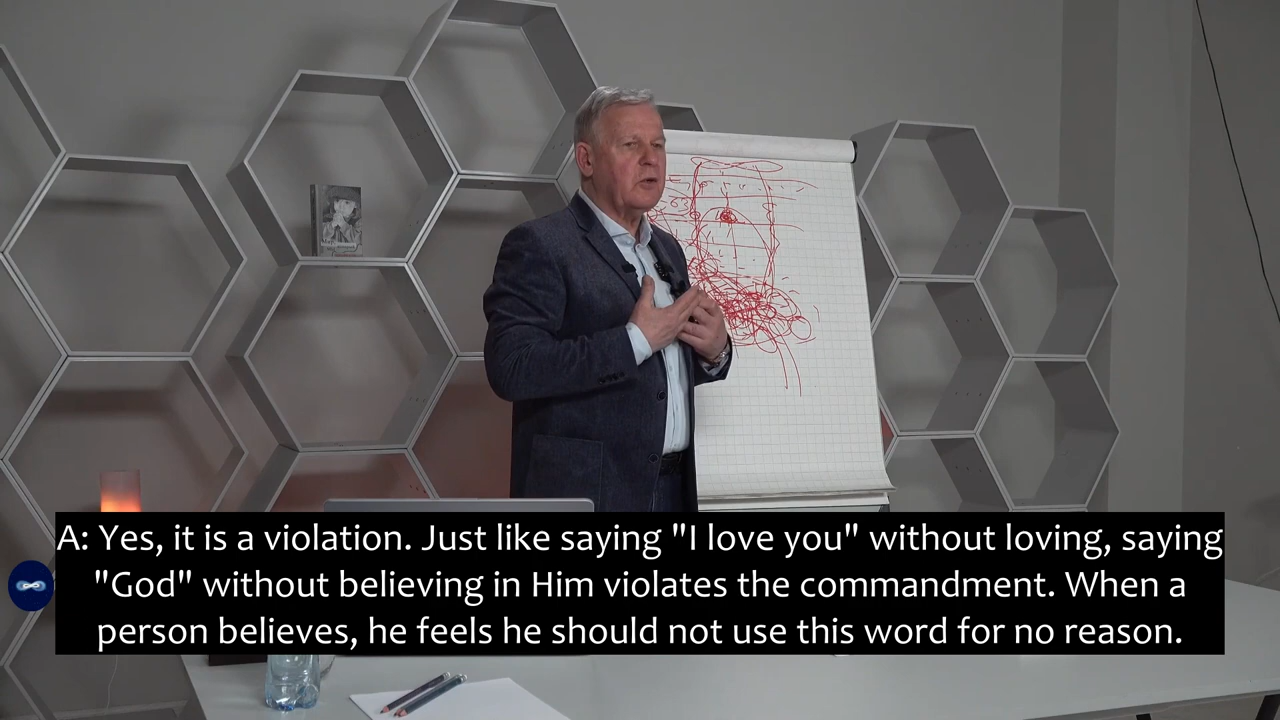 A: Yes, it is a violation. Just like saying "I love you" without loving, saying
"God" without believing in Him violates the commandment. When a
person believes, he feels he should not use this word for no reason.